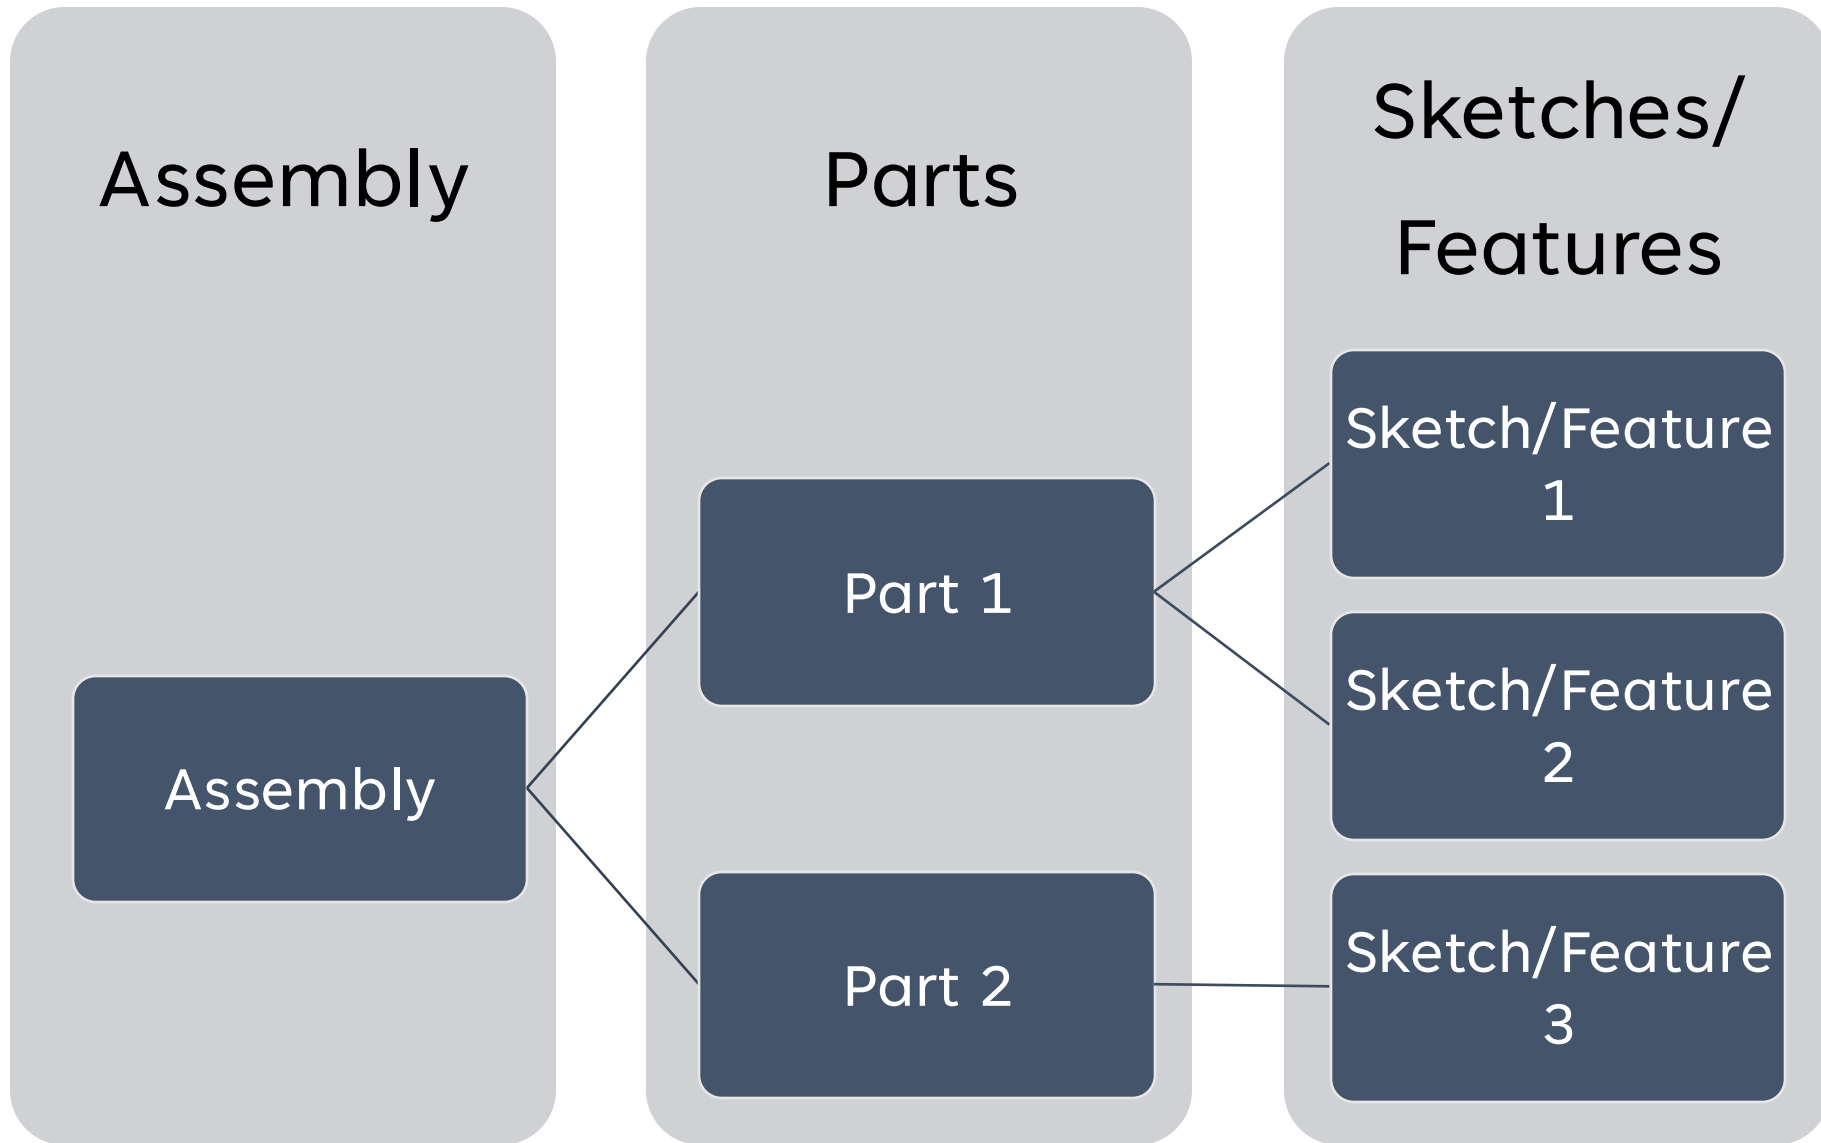 Assembly
Parts
Sketches/
Features
Sketch/Feature
1
Part 1
Sketch/Feature
2
Assembly
Part 2
Sketch/Feature
3